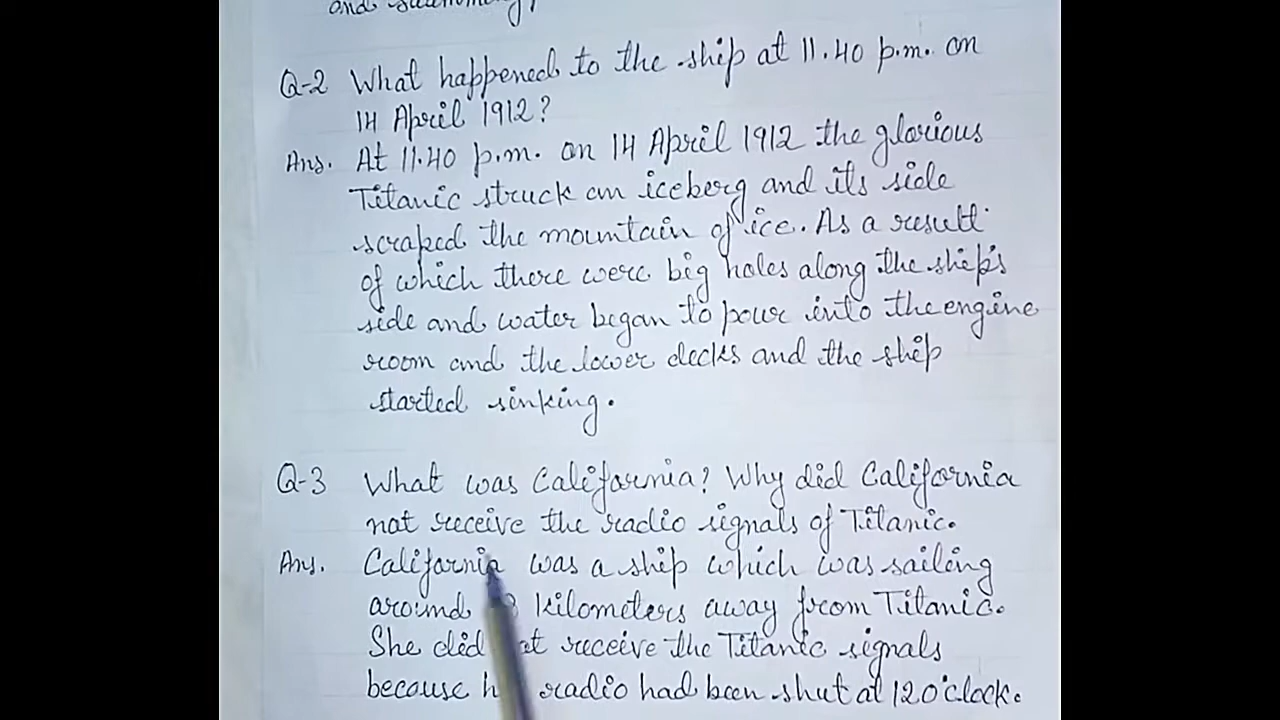 and
Q-2 What happened to the ship at 11.40 p.m. on
14 April 1912?
Ans. At 11.40 p.m. on 14 April 1912 the glorious
Titanic struck an iceberg and its side
scraped the mountain of ice. As a result
of which there were big holes along the ship's
side and water began to pour into the engine
room and the lower decks and the ship
started sinking.
Q-3 What was California? Why did California
not receive the radio signals of Titanic.
Ans. California was a ship which was sailing
around kilometers away from Titanic.
She did receive the Titanic signals
because radio had been shut at 12 O'clock.